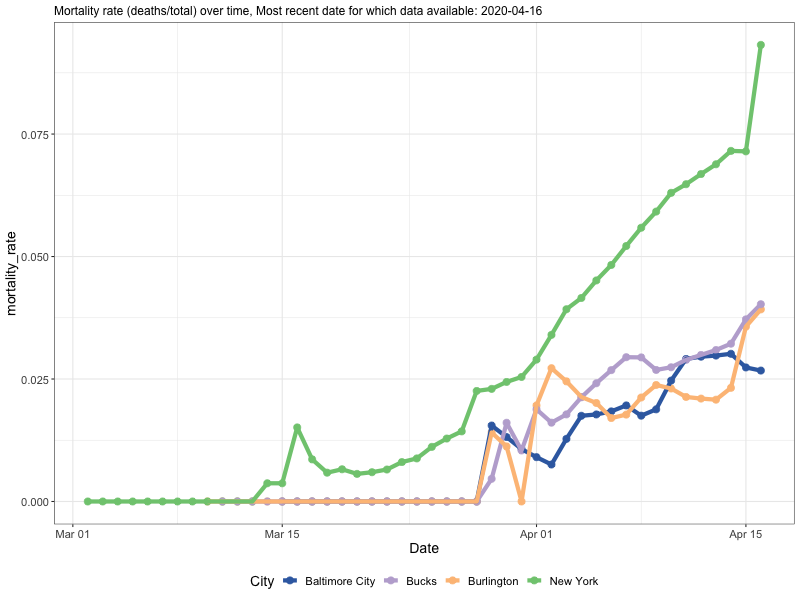 Mortality rate (deaths/total) over time, Most recent date for which data available: 2020-04-16
mortality_rate
0.075
0.050
0.025
0.000
Mar 01
Mar 15
Apr 01
Apr 15
Date
City
Baltimore City
Bucks
Burlington
New York